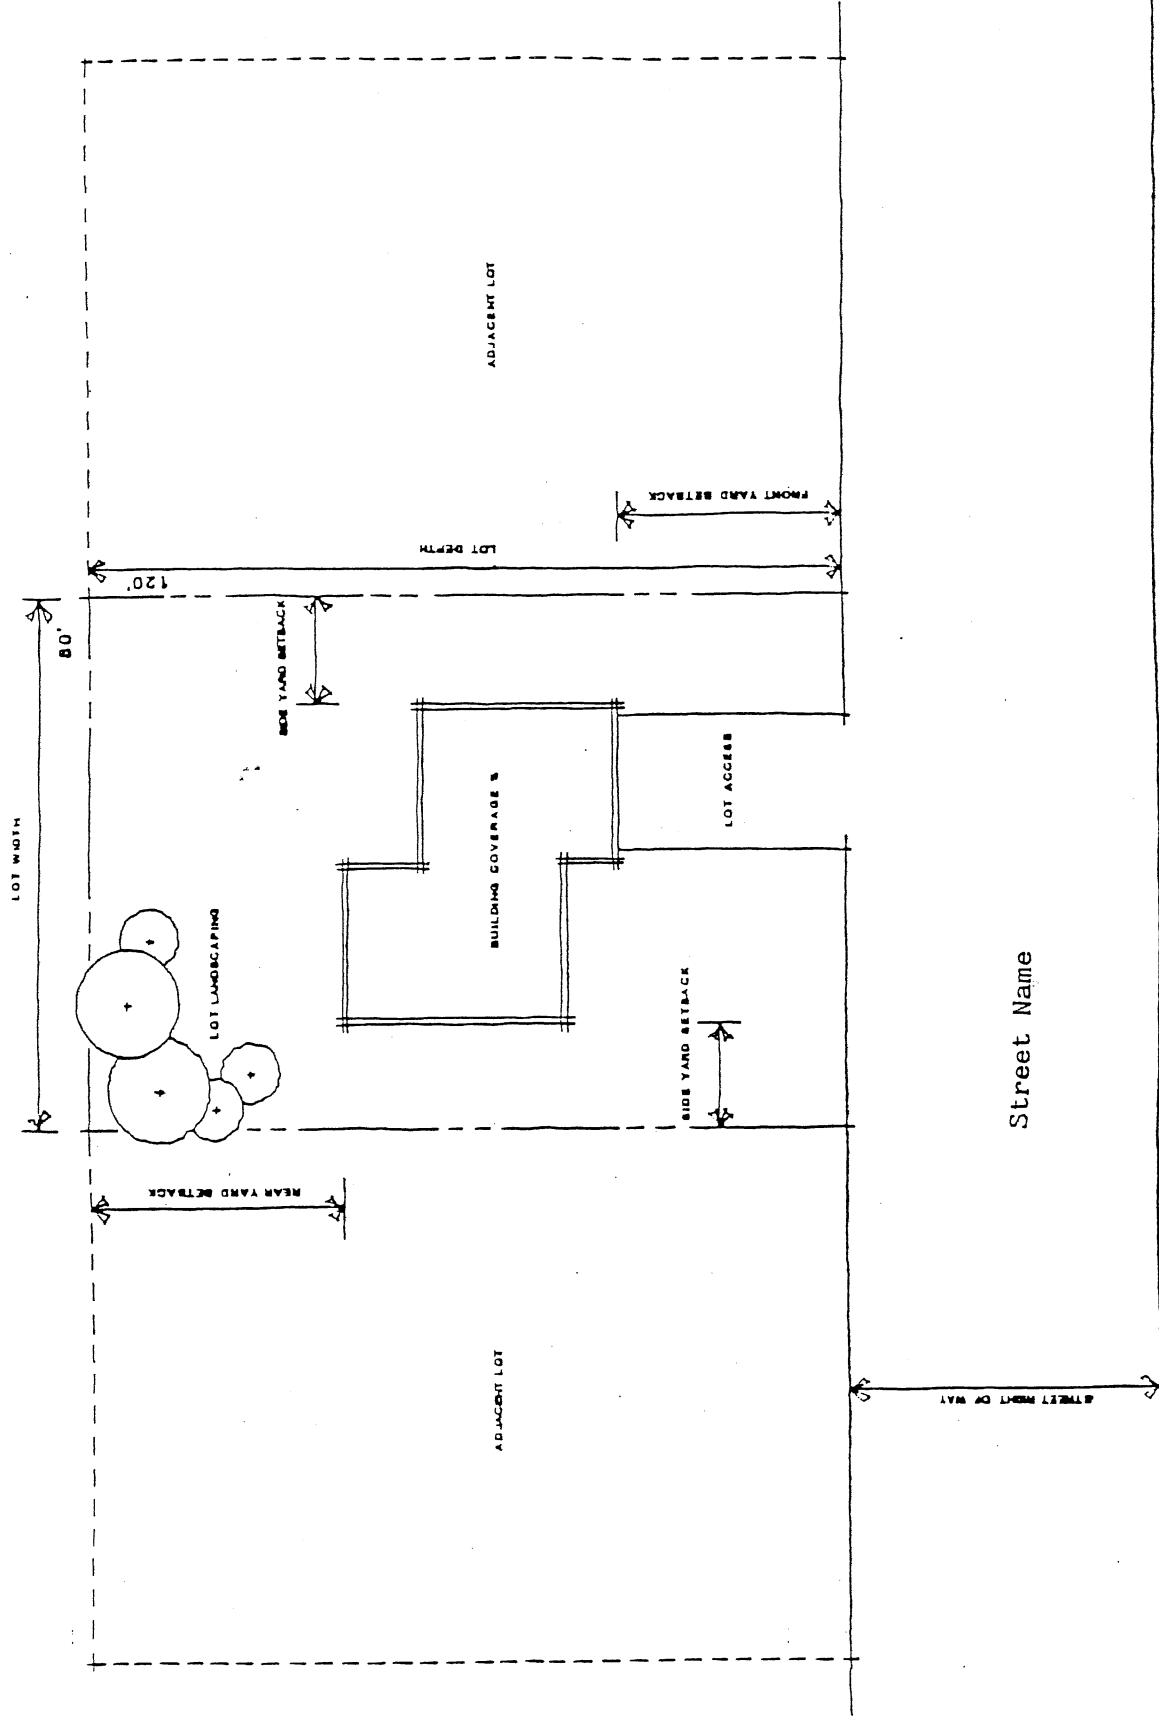 LOT WIDTH
80'
120'
LOT DEPTH
SIDE YARD SETBACK
FRONT YARD SETBACK
ADJACENT LOT
LOT LANDSCAPING
BUILDING COVERAGE %
LOT ACCESS
SIDE YARD SETBACK
REAR YARD SETBACK
ADJACENT LOT
Street Name
STREET RIGHT OF WAY